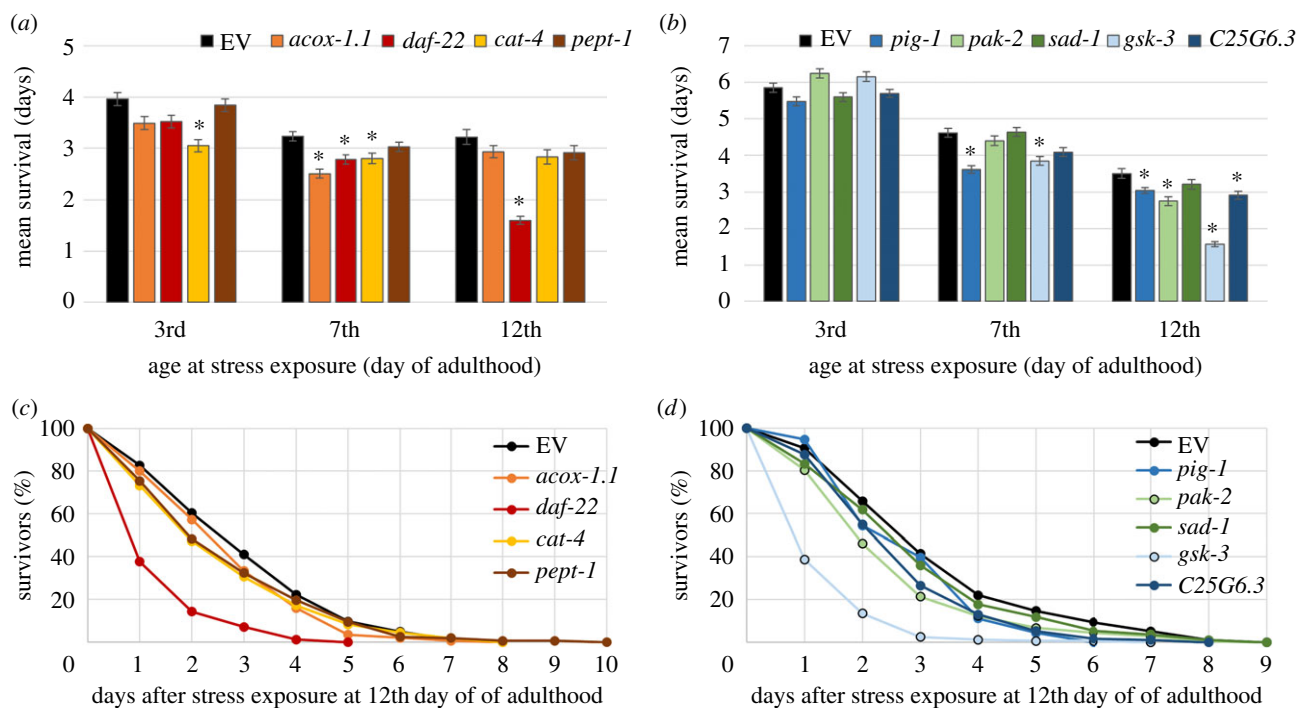 (a)
EV acox-1.1 daf-22 cat-4 pept-1
mean survival (days)
5
4
3
2
1
0
* * * * *
3rd 7th 12th
age at stress exposure (day of adulthood)
(b)
EV pig-1 pak-2 sad-1 gsk-3 C25G6.3
mean survival (days)
7
6
5
4
3
2
1
0
* * * * * *
3rd 7th 12th
age at stress exposure (day of adulthood)
(c)
survivors (%)
100
80
60
40
20
EV
acox-1.1
daf-22
cat-4
pept-1
0 1 2 3 4 5 6 7 8 9 10
days after stress exposure at 12th day of of adulthood
(d)
survivors (%)
100
80
60
40
20
EV
pig-1
pak-2
sad-1
gsk-3
C25G6.3
0 1 2 3 4 5 6 7 8 9
days after stress exposure at 12th day of of adulthood